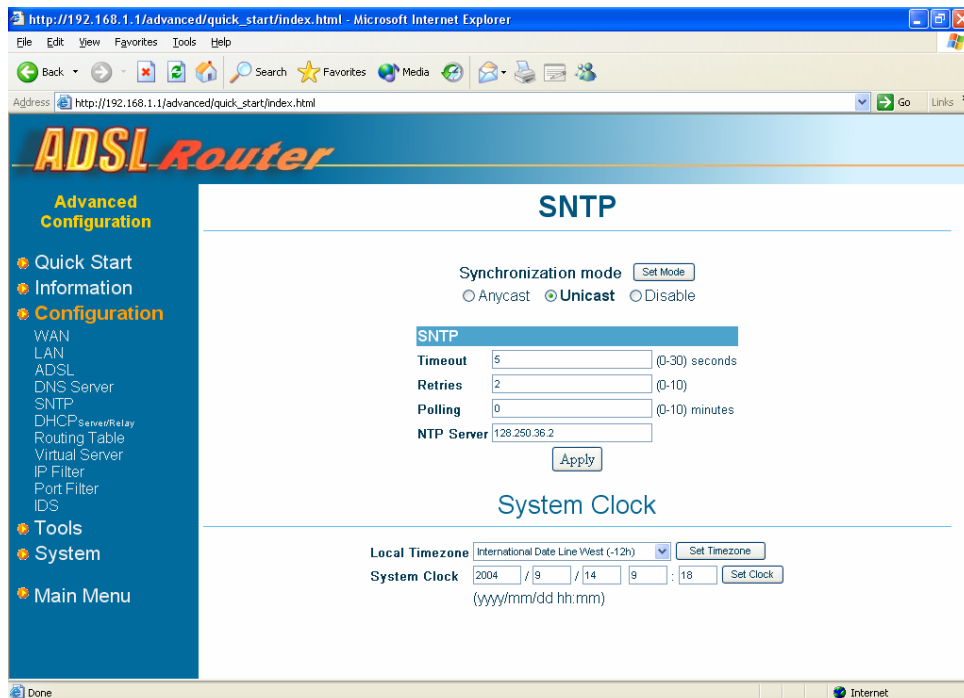 http://192.168.1.1/advanced/quick_start/index.html - Microsoft Internet Explorer
File Edit View Favorites Tools Help
Back Search Favorites Media
Address http://192.168.1.1/advanced/quick_start/index.html Go Links
ADSL Router
Advanced
Configuration
Quick Start
Information
Configuration
WAN
LAN
ADSL
DNS Server
SNTP
DHCP Server/Relay
Routing Table
Virtual Server
IP Filter
Port Filter
IDS
Tools
System
Main Menu
SNTP
Synchronization mode Set Mode
Anycast Unicast Disable
SNTP
Timeout 5 (0-30) seconds
Retries 2 (0-10)
Polling 0 (0-10) minutes
NTP Server 128.250.36.2
Apply
System Clock
Local Timezone International Date Line West (-12h) Set Timezone
System Clock 2004 / 9 / 14 9 : 18 Set Clock
(yyyy/mm/dd hh:mm)
Done Internet